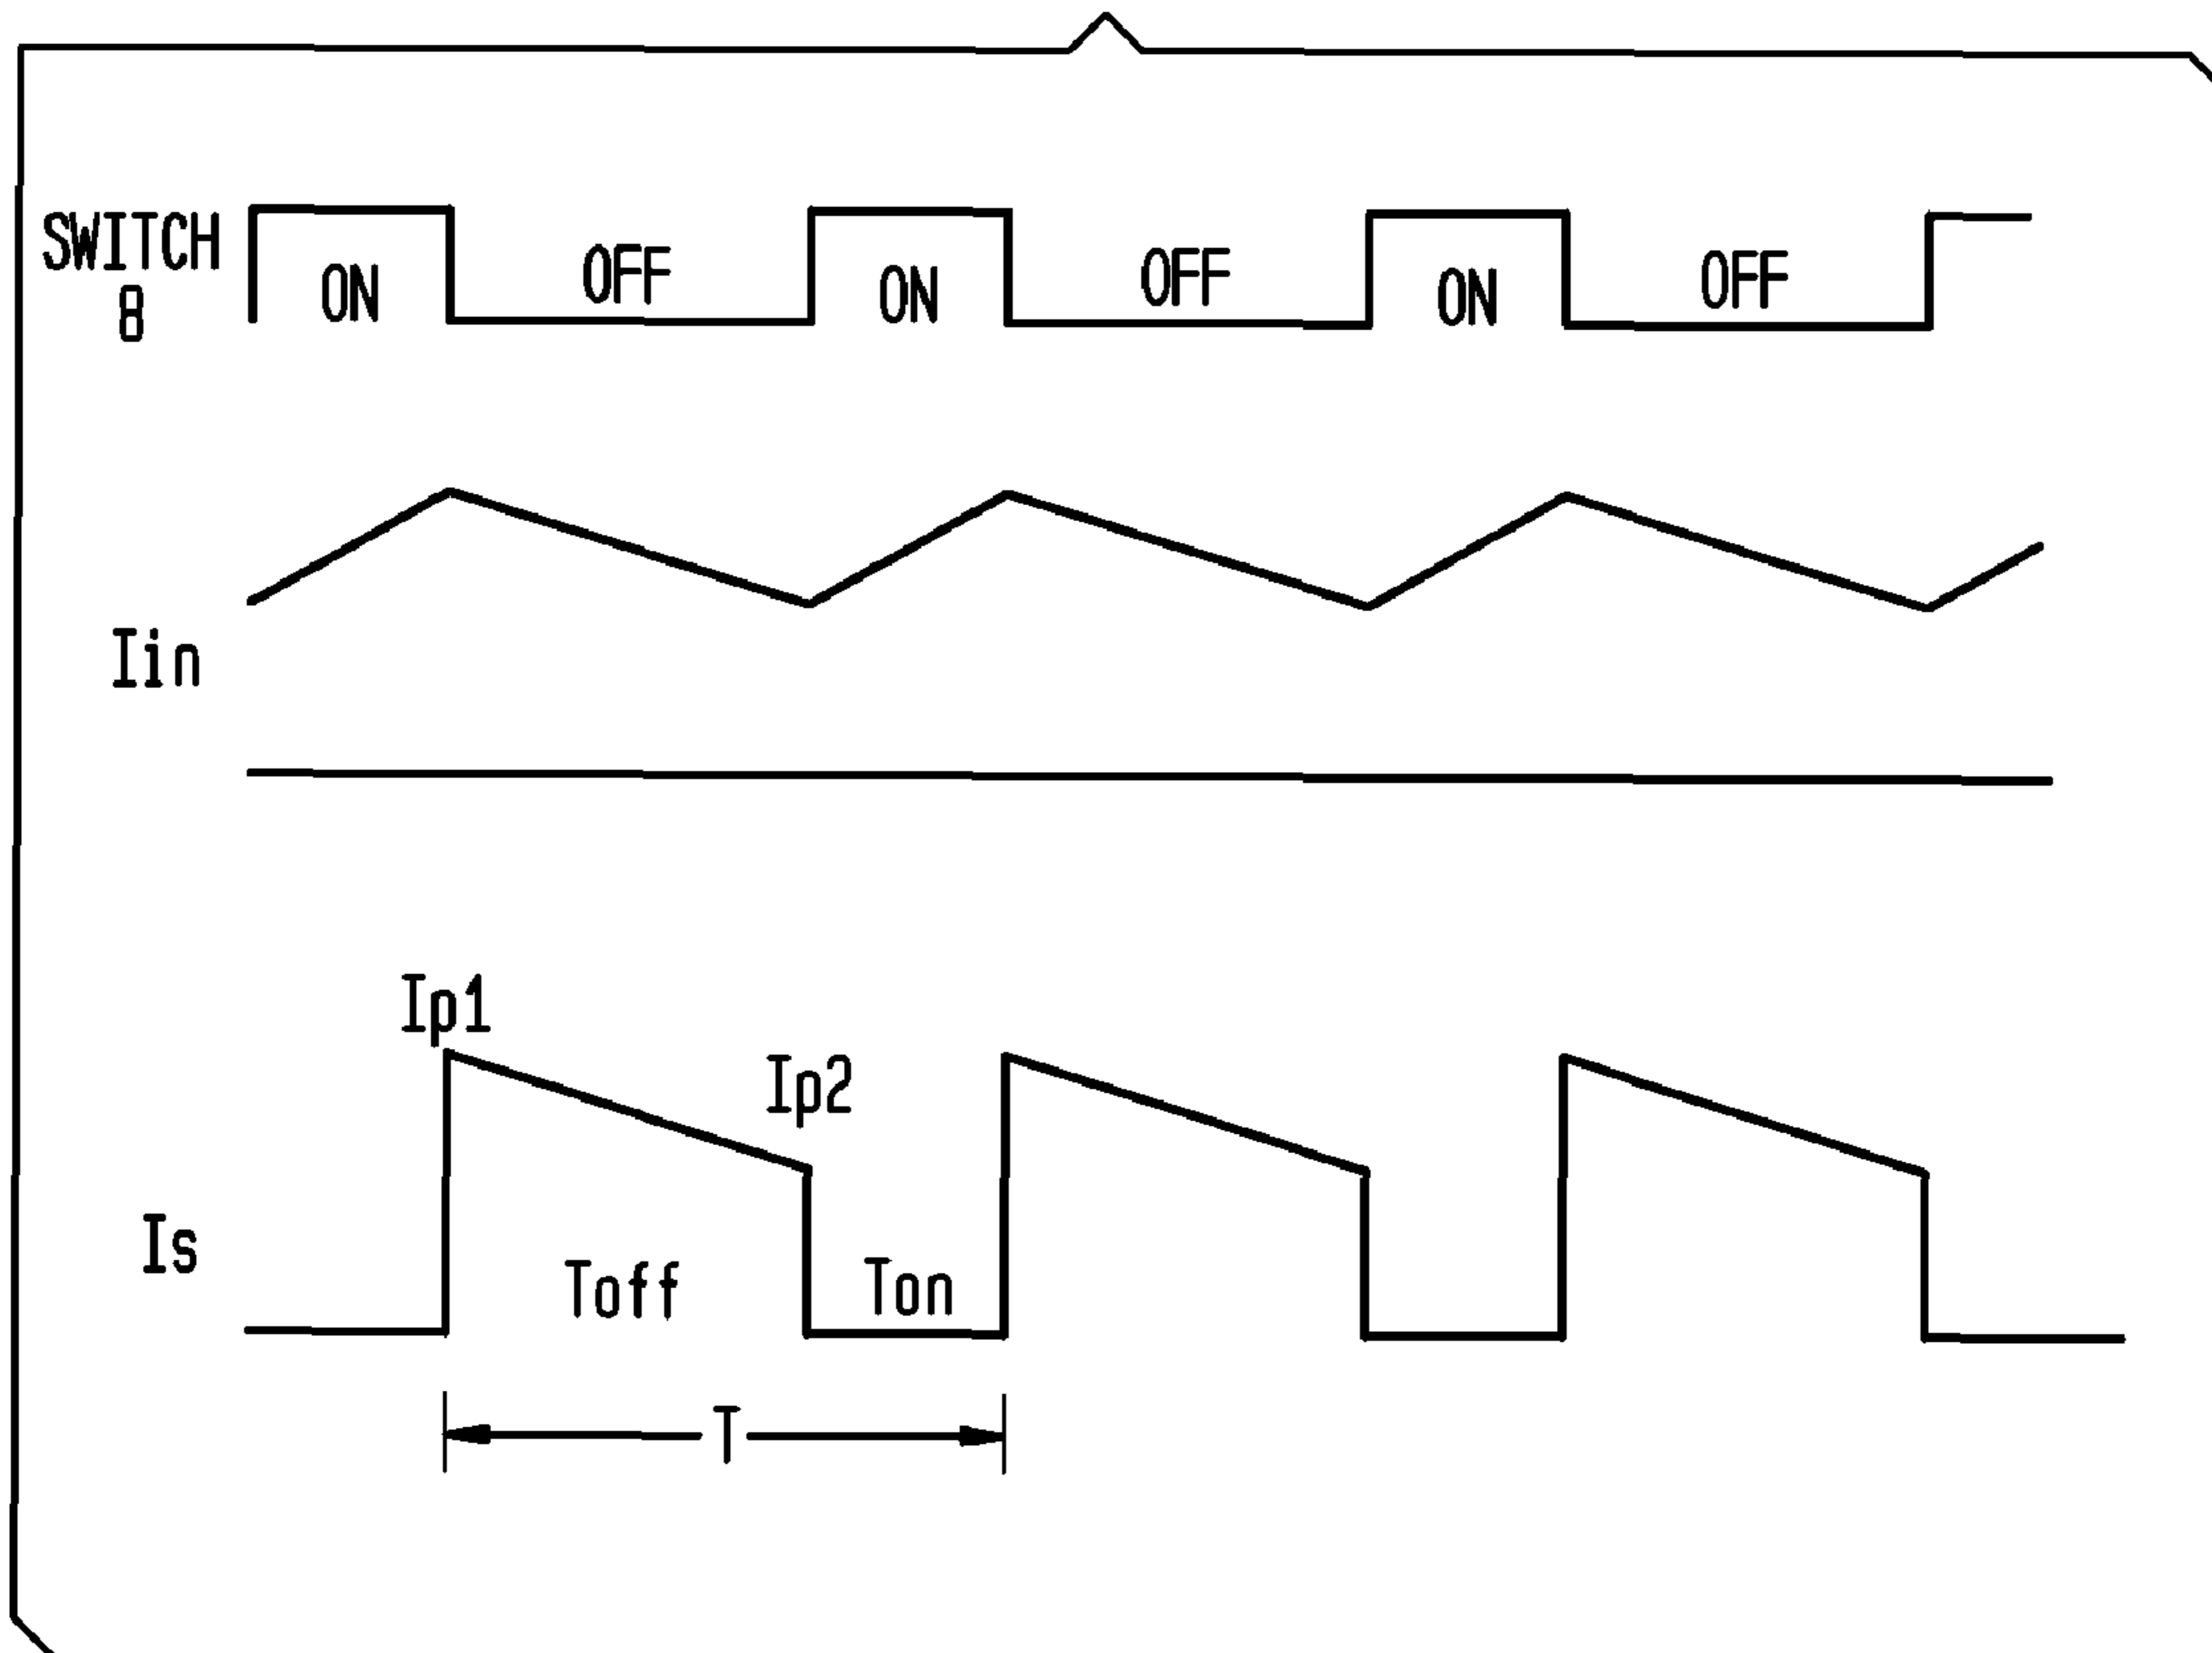 SWITCH
8
ON
OFF
ON
OFF
ON
OFF
Iin
Ip1
Ip2
Is
Toff
Ton
T